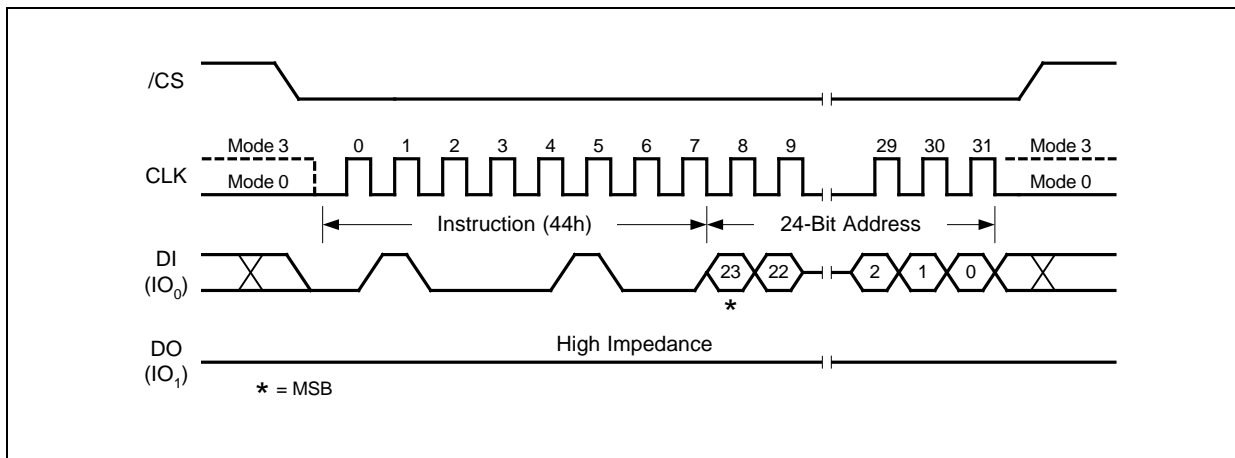 /CS
Mode 3 0 1 2 3 4 5 6 7 8 9 29 30 31 Mode 3
CLK
Mode 0 Mode 0
Instruction (44h) 24-Bit Address
DI
(IO0)
23 22 2 1 0
*
DO
(IO1)
High Impedance
* = MSB